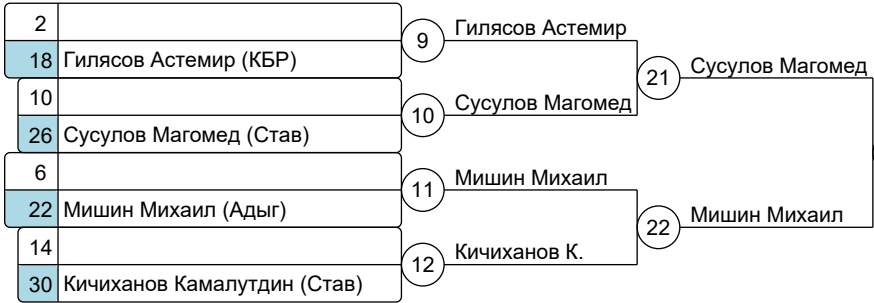 2
9
Гилясов Астемир
18 Гилясов Астемир (КБР)
21
Сусулов Магомед
10
10
Сусулов Магомед
26 Сусулов Магомед (Став)
6
11
Мишин Михаил
22 Мишин Михаил (Адыг)
22
Мишин Михаил
14
12
Кичиханов К.
30 Кичиханов Камалутдин (Став)